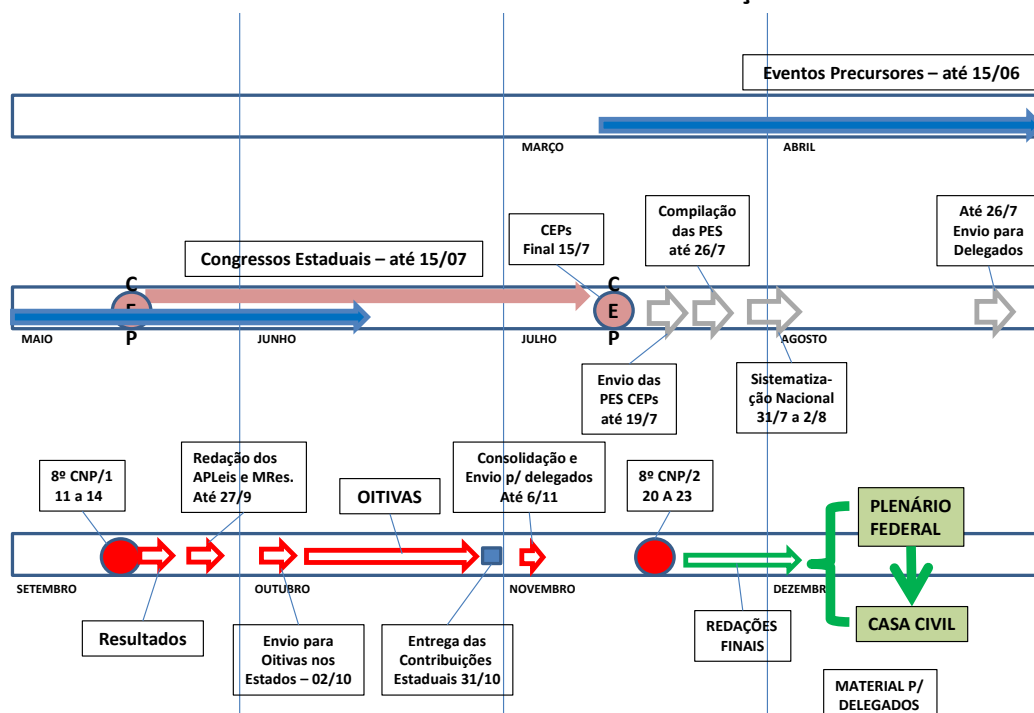 Eventos Precursores – até 15/06
MARÇO
ABRIL
CEPs
Final 15/7
Compilação
das PES
até 26/7
Até 26/7
Envio para
Delegados
Congressos Estaduais – até 15/07
C
E
P
C
E
P
MAIO
JUNHO
JULHO
AGOSTO
Envio das
PES CEPs
até 19/7
Sistematiza-
ção Nacional
31/7 a 2/8
8º CNP/1
11 a 14
Redação dos
APLeis e MRes.
Até 27/9
OITIVAS
Consolidação e
Envio p/ delegados
Até 6/11
8º CNP/2
20 A 23
PLENÁRIO
FEDERAL
SETEMBRO
OUTUBRO
NOVEMBRO
DEZEMBR
Resultados
Envio para
Oitivas nos
Estados – 02/10
Entrega das
Contribuições
Estaduais 31/10
REDAÇÕES
FINAIS
CASA CIVIL
MATERIAL P/
DELEGADOS